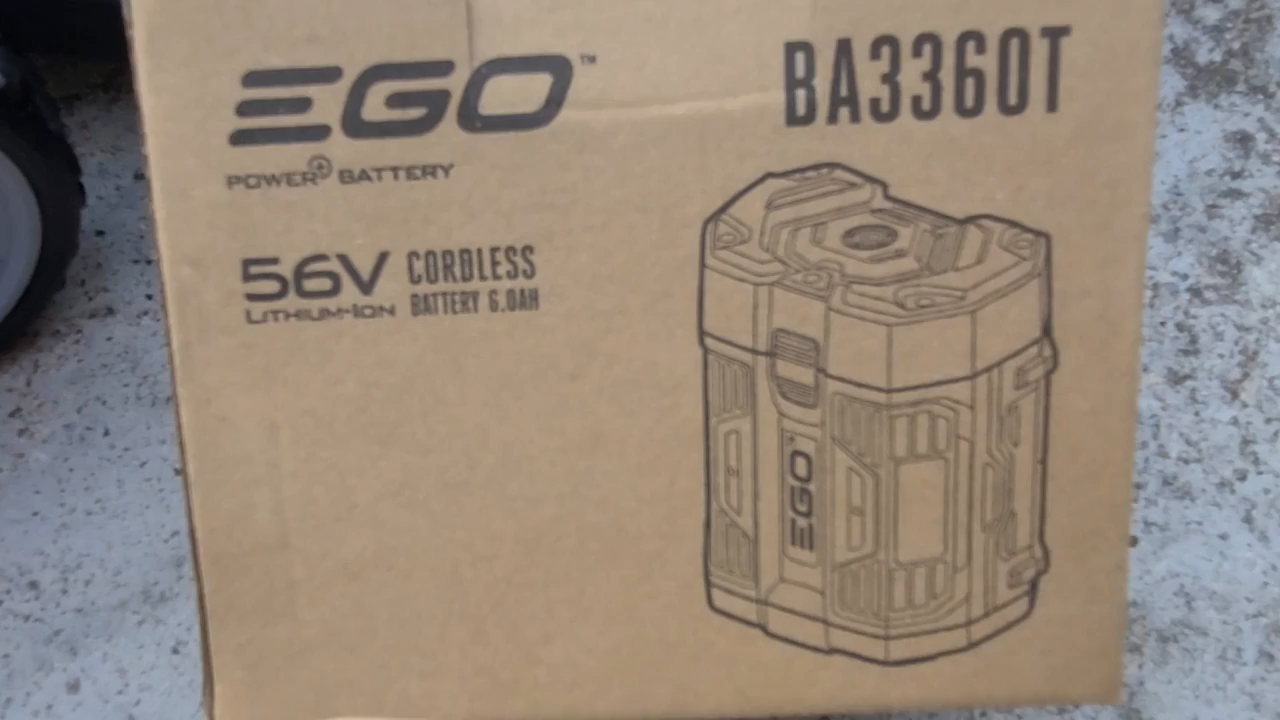 EGO™
BA3360T
POWER+ BATTERY
56V CORDLESS
LITHIUM-ION BATTERY 6.0AH
EGO